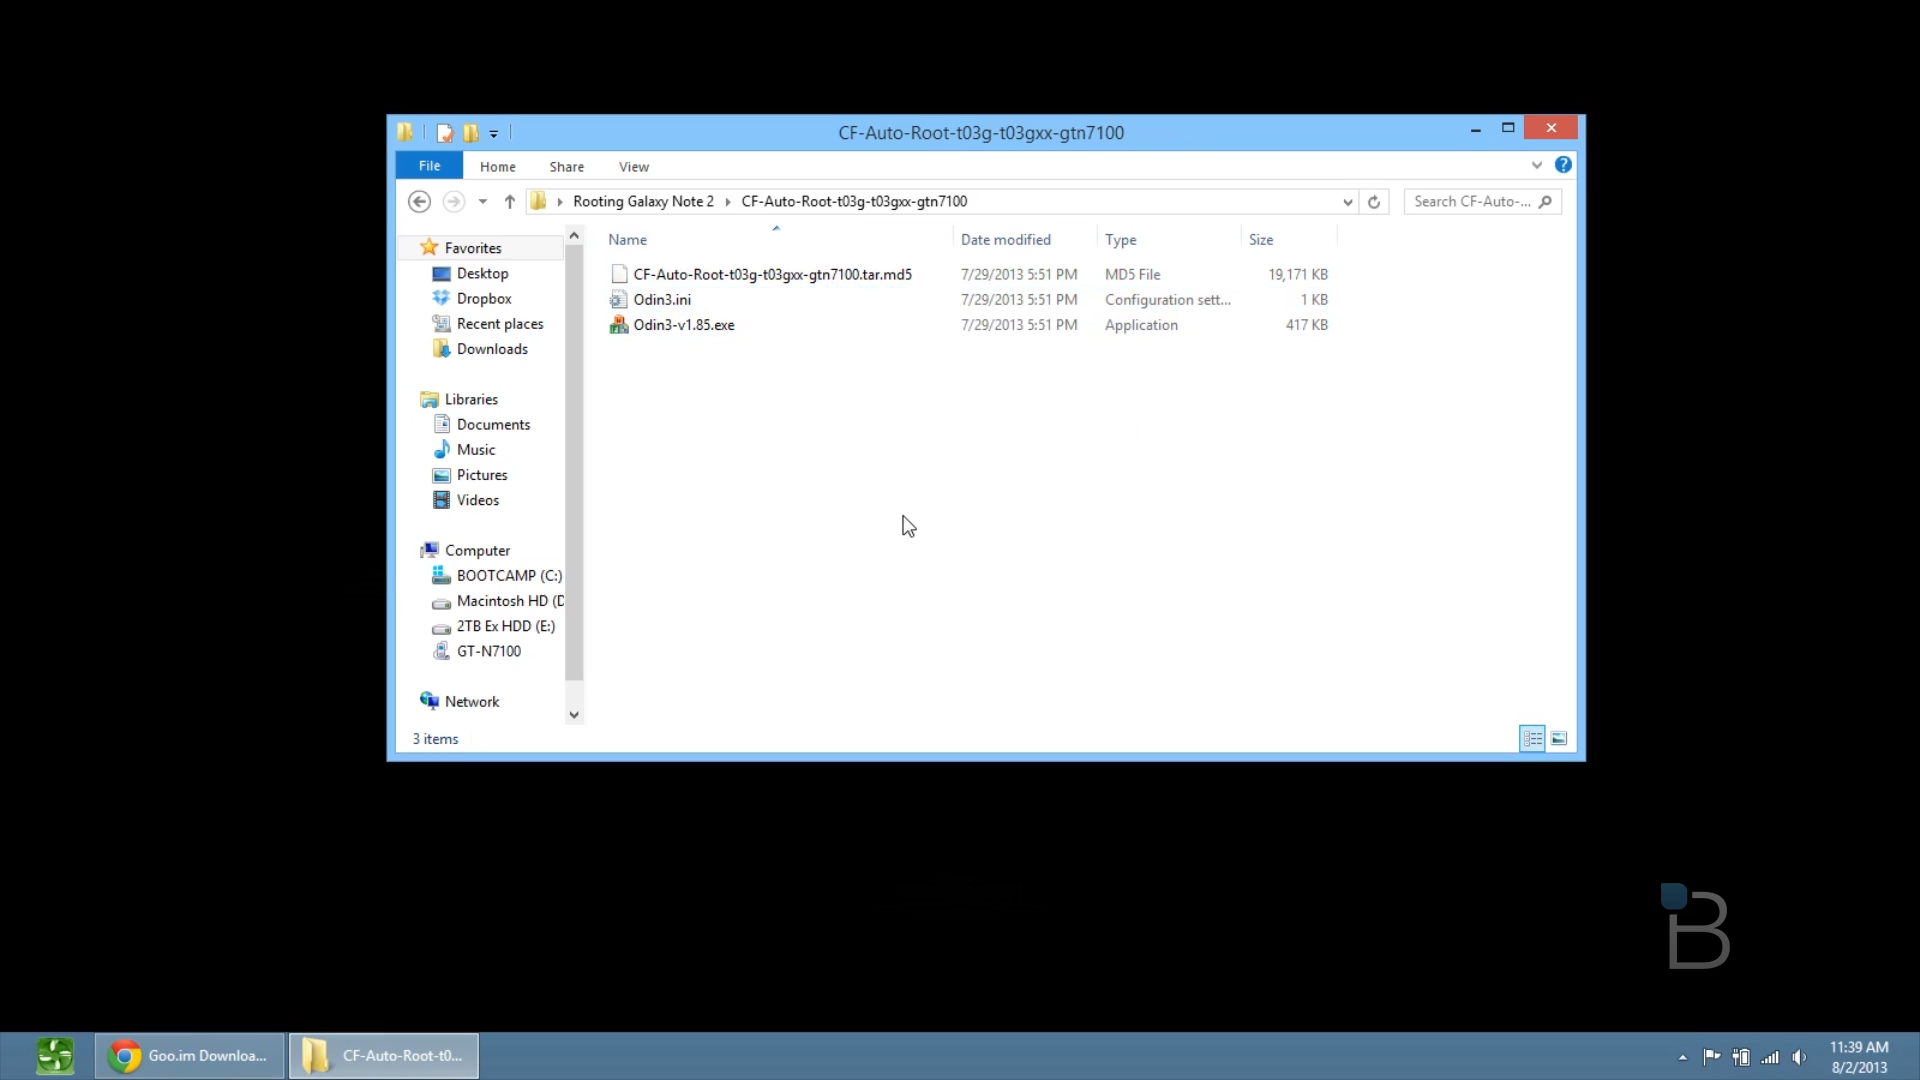 CF-Auto-Root-t03g-t03gxx-gtn7100
File Home Share View
Rooting Galaxy Note 2 CF-Auto-Root-t03g-t03gxx-gtn7100 Search CF-Auto-...
Name Date modified Type Size
CF-Auto-Root-t03g-t03gxx-gtn7100.tar.md5 7/29/2013 5:51 PM MD5 File 19,171 KB
Odin3.ini 7/29/2013 5:51 PM Configuration sett... 1 KB
Odin3-v1.85.exe 7/29/2013 5:51 PM Application 417 KB
Favorites
Desktop
Dropbox
Recent places
Downloads
Libraries
Documents
Music
Pictures
Videos
Computer
BOOTCAMP (C:)
Macintosh HD (D
2TB Ex HDD (E:)
GT-N7100
Network
3 items
B
Goo.im Downloa... CF-Auto-Root-t0... 11:39 AM
8/2/2013